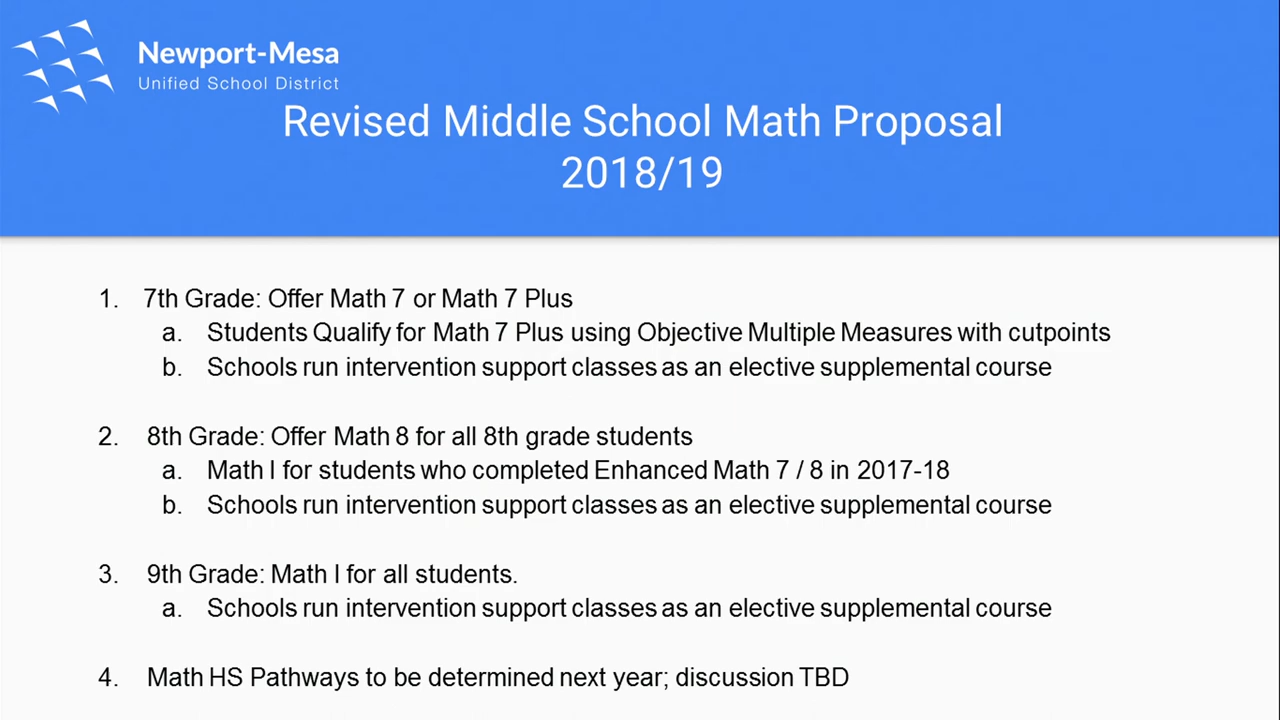 Newport-Mesa
Unified School District
Revised Middle School Math Proposal
2018/19
1. 7th Grade: Offer Math 7 or Math 7 Plus
a. Students Qualify for Math 7 Plus using Objective Multiple Measures with cutpoints
b. Schools run intervention support classes as an elective supplemental course
2. 8th Grade: Offer Math 8 for all 8th grade students
a. Math I for students who completed Enhanced Math 7 / 8 in 2017-18
b. Schools run intervention support classes as an elective supplemental course
3. 9th Grade: Math I for all students.
a. Schools run intervention support classes as an elective supplemental course
4. Math HS Pathways to be determined next year; discussion TBD